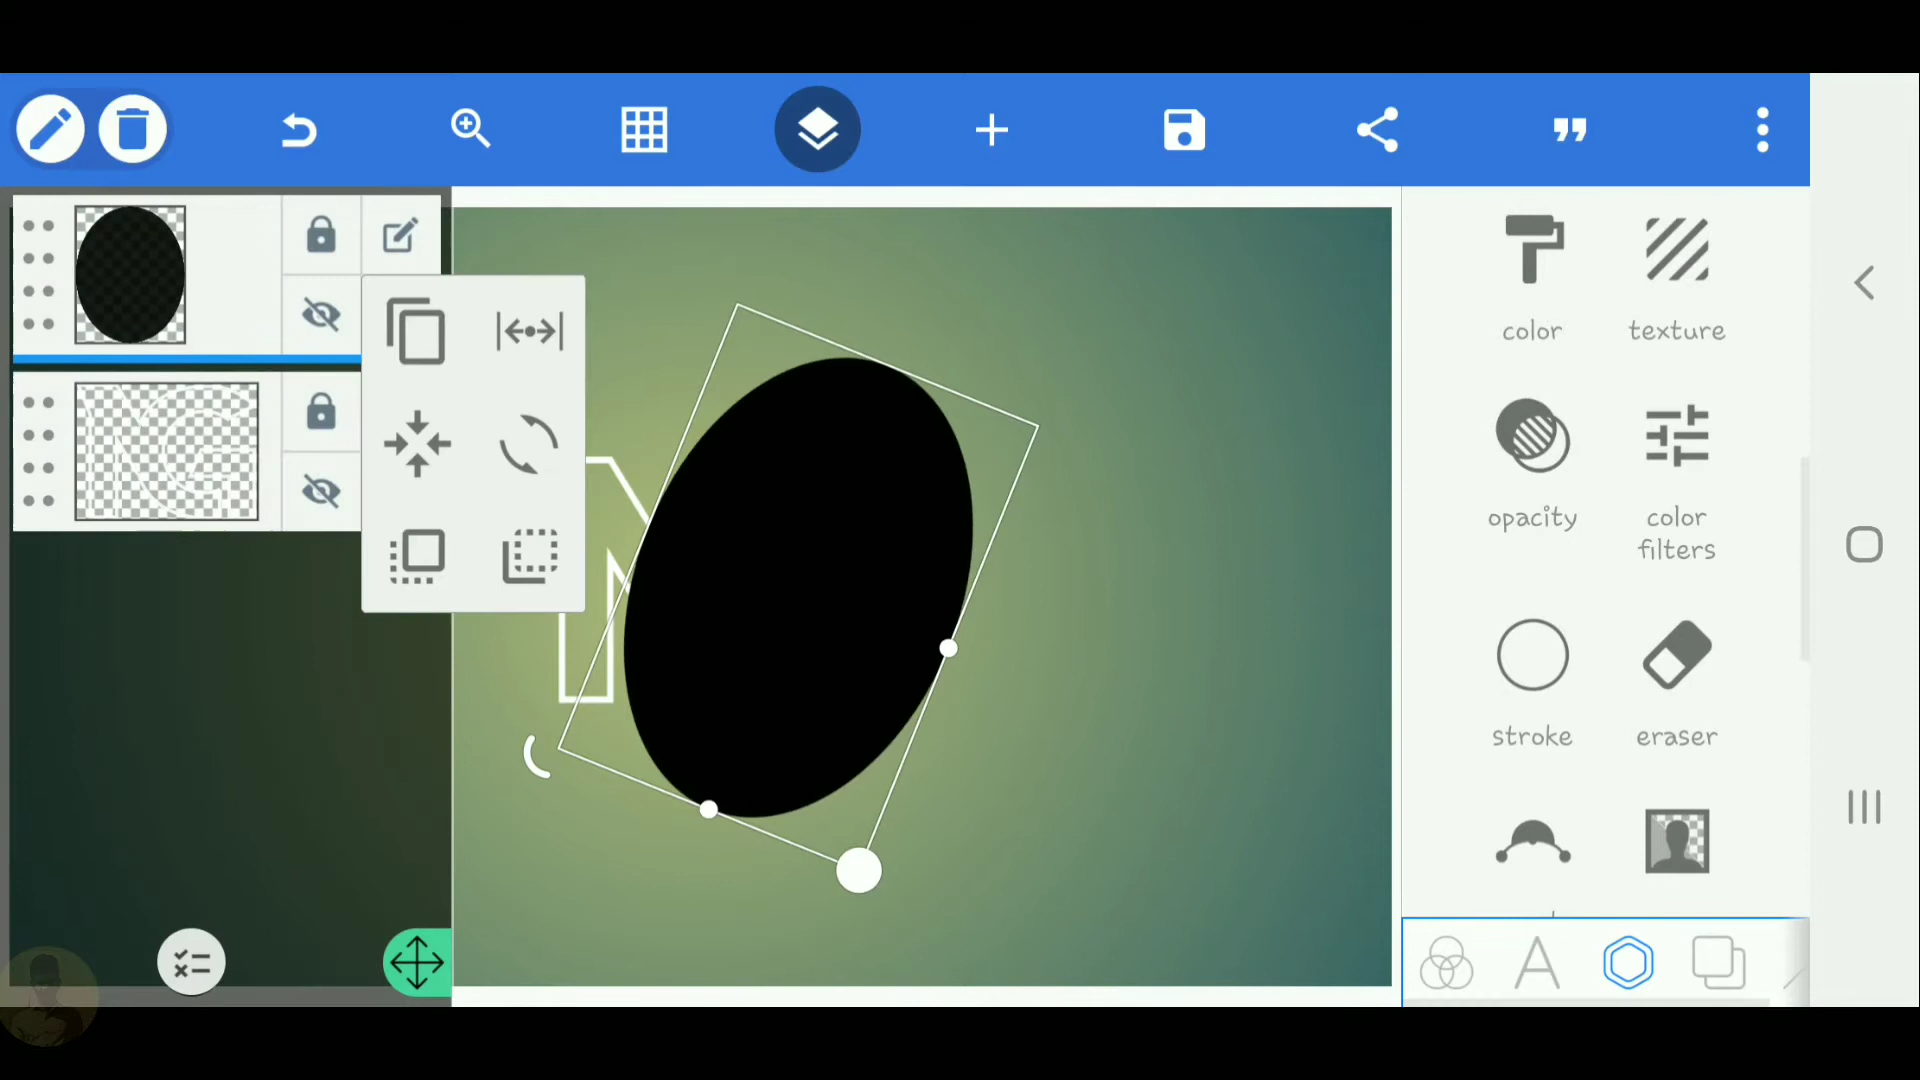 color
texture
opacity
color
filters
stroke
eraser